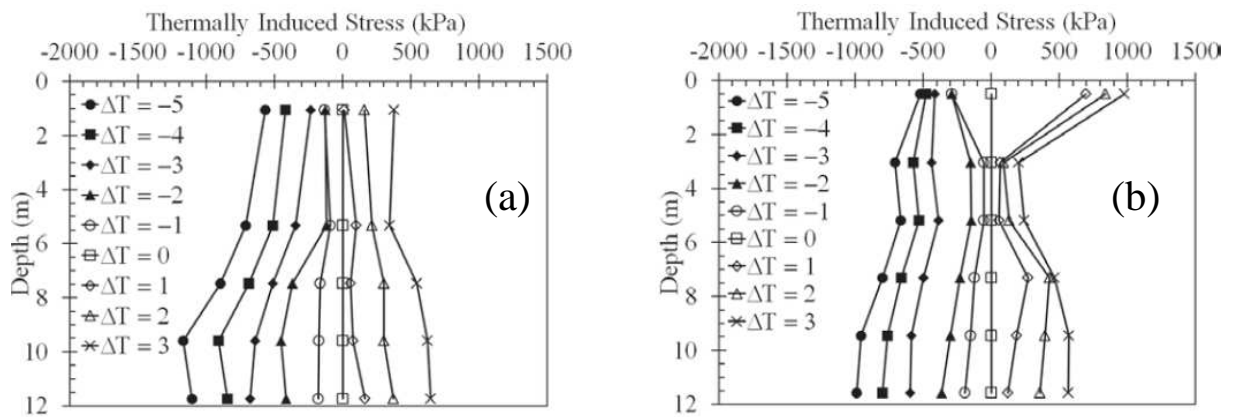 Thermally Induced Stress (kPa)
-2000 -1500 -1000 -500 0 500 1000 1500
0
2
4
6
8
10
12
Depth (m)
ΔT = −5
ΔT = −4
ΔT = −3
ΔT = −2
ΔT = −1
ΔT = 0
ΔT = 1
ΔT = 2
ΔT = 3
(a)
Thermally Induced Stress (kPa)
-2000 -1500 -1000 -500 0 500 1000 1500
0
2
4
6
8
10
12
Depth (m)
ΔT = −5
ΔT = −4
ΔT = −3
ΔT = −2
ΔT = −1
ΔT = 0
ΔT = 1
ΔT = 2
ΔT = 3
(b)